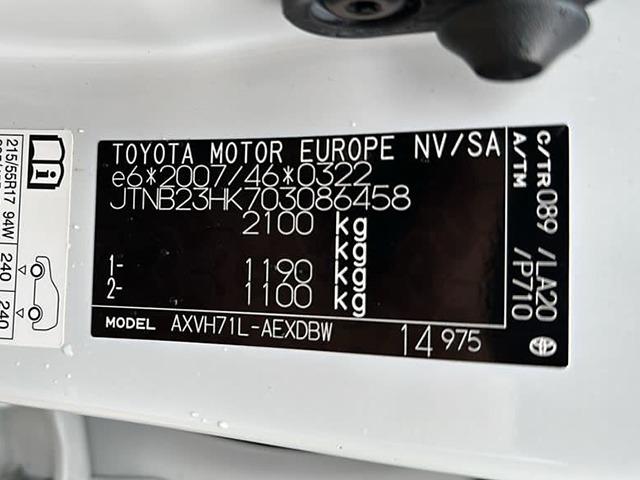 TOYOTA MOTOR EUROPE NV/SA
e6*2007/46*0322
JTNB23HK703086458
2100 kg
kg
1- 1190 kg
2- 1100 kg
MODEL AXVH71L-AEXDBW
14 975
C/TR 089 /LA20
A/TM /P710
215/55R17 94W 240 240